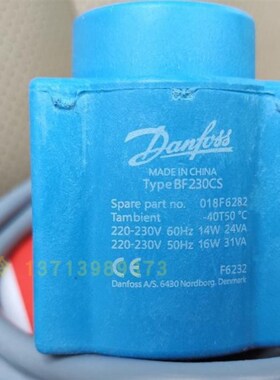 Danfoss
MADE IN CHINA
Type BF230CS
Spare part no. 018F6282
Tambient -40T50 °C
220-230V 60Hz 14W 24VA
220-230V 50Hz 16W 31VA
CE F6232
Danfoss A/S, 6430 Nordborg, Denmark
13713989673